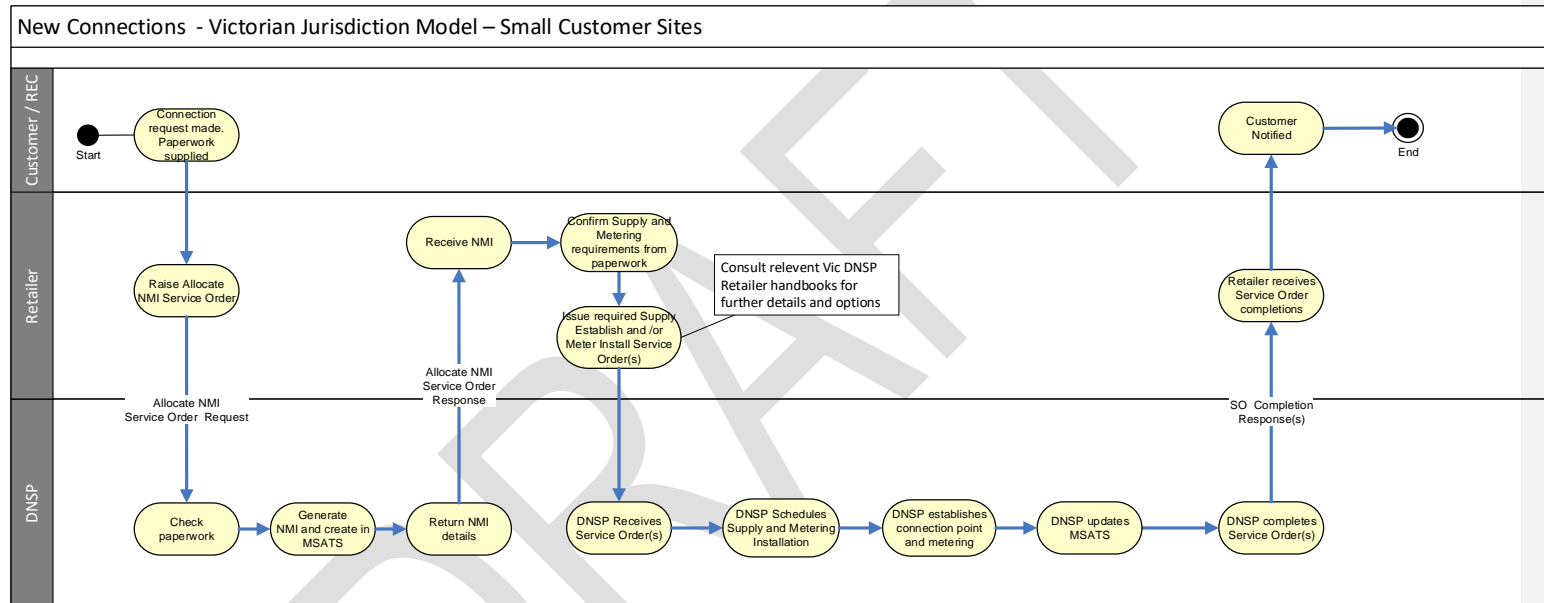 New Connections - Victorian Jurisdiction Model – Small Customer Sites
Customer / REC
Start
Connection
request made.
Paperwork
supplied
Customer
Notified
End
Retailer
Raise Allocate
NMI Service Order
Receive NMI
Confirm Supply and
Metering
requirements from
paperwork
Consult relevent Vic DNSP
Retailer handbooks for
further details and options
Issue required Supply
Establish and /or
Meter Install Service
Order(s)
Retailer receives
Service Order
completions
Allocate NMI
Service Order Request
Allocate NMI
Service Order
Response
SO Completion
Response(s)
DNSP
Check
paperwork
Generate
NMI and create in
MSATS
Return NMI
details
DNSP Receives
Service Order(s)
DNSP Schedules
Supply and Metering
Installation
DNSP establishes
connection point
and metering
DNSP updates
MSATS
DNSP completes
Service Order(s)
DRAFT